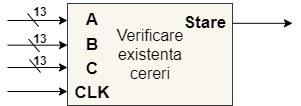 13 A Stare
13 B Verificare
existenta
13 C cereri
CLK